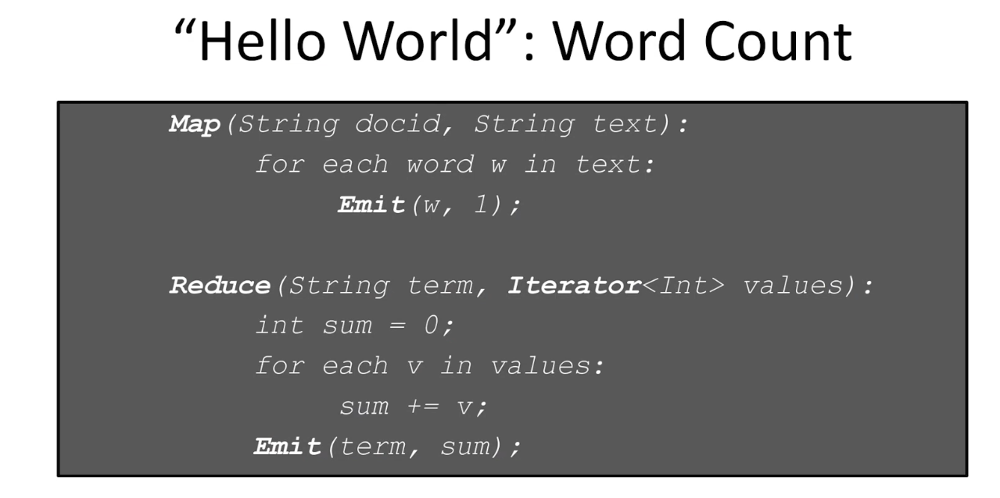 “Hello World”: Word Count
Map(String docid, String text):
for each word w in text:
Emit(w, 1);
Reduce(String term, Iterator<Int> values):
int sum = 0;
for each v in values:
sum += v;
Emit(term, sum);